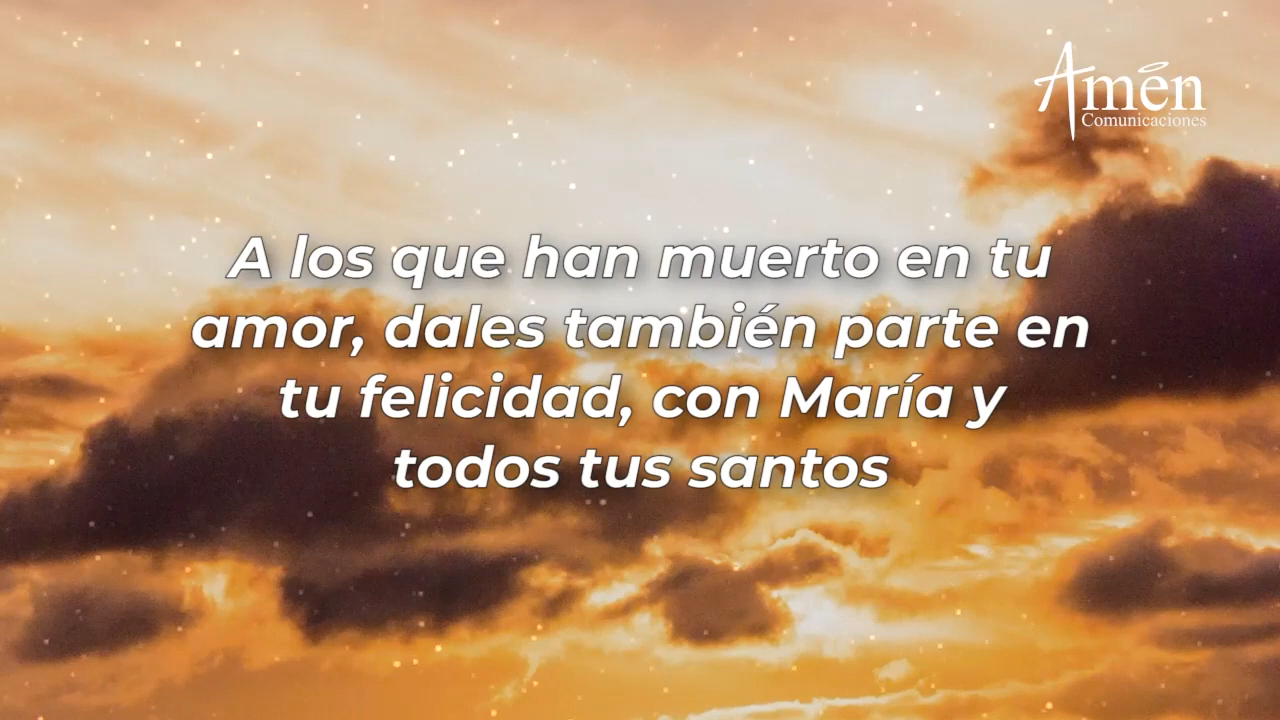 Amén
Comunicaciones
A los que han muerto en tu
amor, dales también parte en
tu felicidad, con María y
todos tus santos